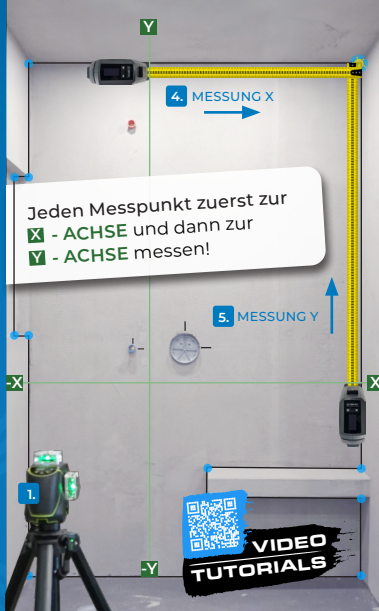 Y
4. MESSUNG X
Jeden Messpunkt zuerst zur
X - ACHSE und dann zur
Y - ACHSE messen!
5. MESSUNG Y
-X
X
1.
-Y
VIDEO
TUTORIALS